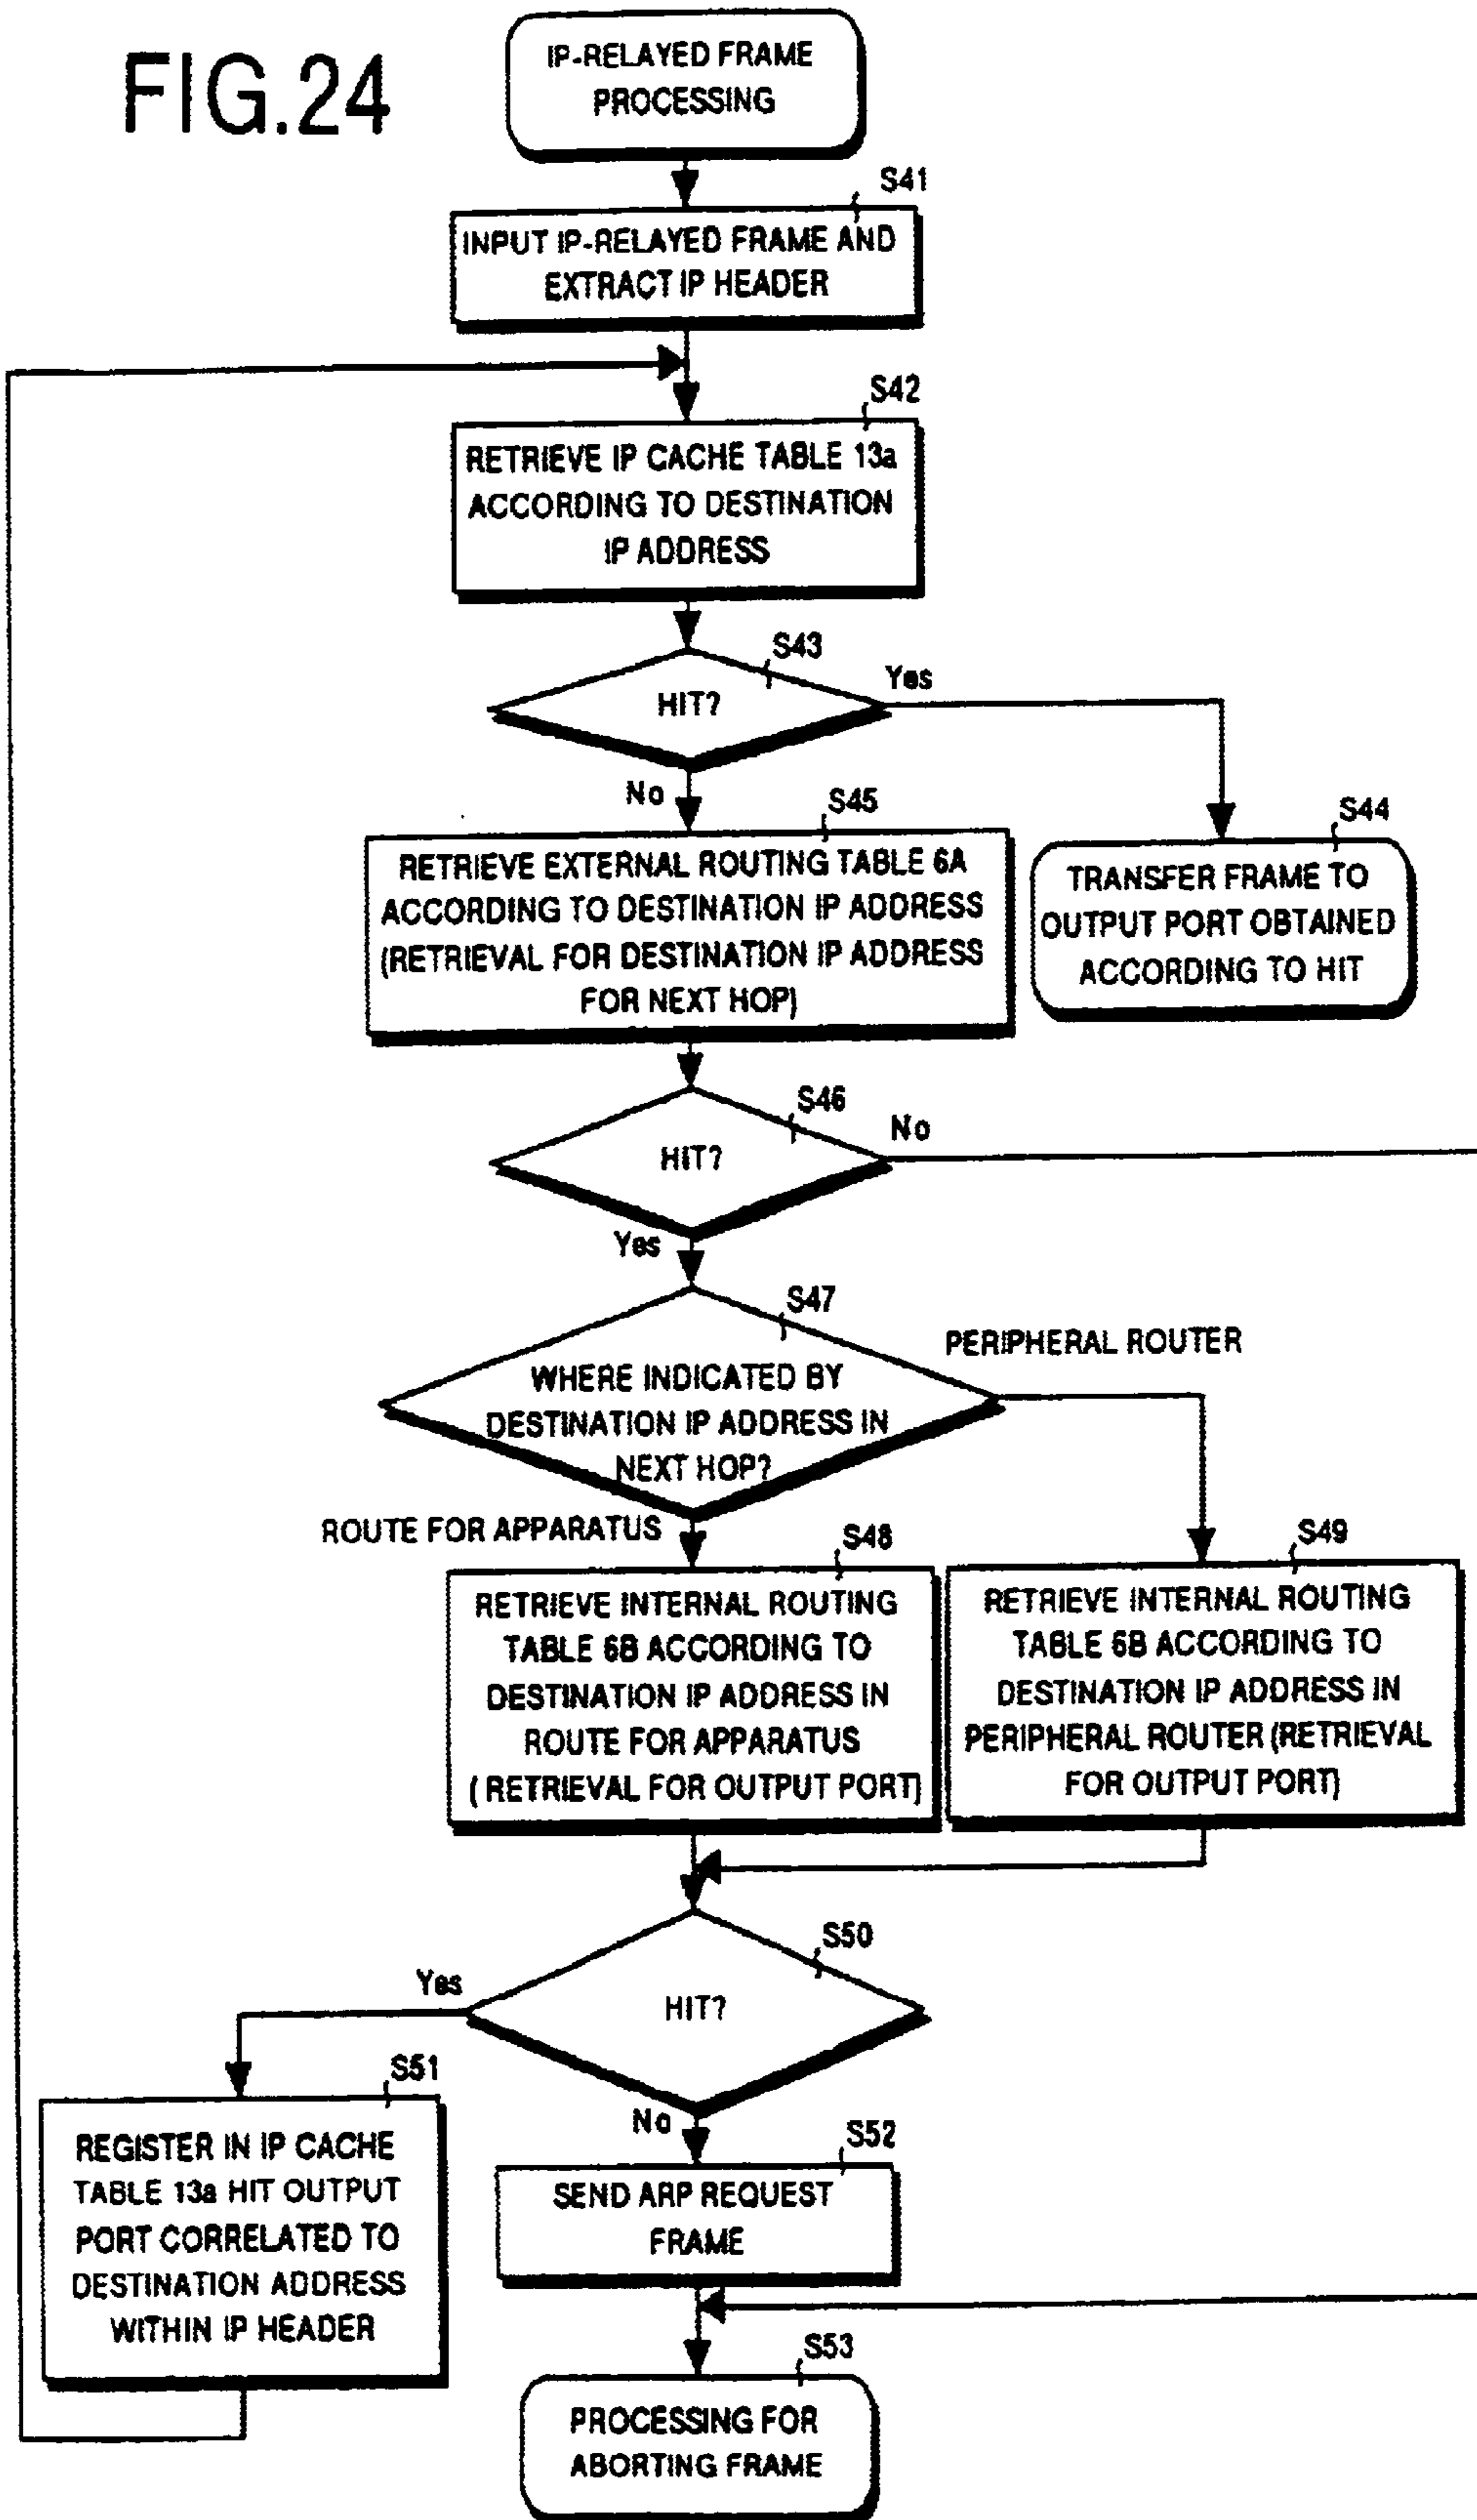 FIG.24
IP-RELAYED FRAME
PROCESSING
S41
INPUT IP-RELAYED FRAME AND
EXTRACT IP HEADER
S42
RETRIEVE IP CACHE TABLE 13a
ACCORDING TO DESTINATION
IP ADDRESS
S43
HIT?
Yes
No
S45
RETRIEVE EXTERNAL ROUTING TABLE 6A
ACCORDING TO DESTINATION IP ADDRESS
(RETRIEVAL FOR DESTINATION IP ADDRESS
FOR NEXT HOP)
S44
TRANSFER FRAME TO
OUTPUT PORT OBTAINED
ACCORDING TO HIT
S46
HIT?
No
Yes
S47
WHERE INDICATED BY
DESTINATION IP ADDRESS IN
NEXT HOP?
PERIPHERAL ROUTER
ROUTE FOR APPARATUS
S48
RETRIEVE INTERNAL ROUTING
TABLE 6B ACCORDING TO
DESTINATION IP ADDRESS IN
ROUTE FOR APPARATUS
( RETRIEVAL FOR OUTPUT PORT)
S49
RETRIEVE INTERNAL ROUTING
TABLE 6B ACCORDING TO
DESTINATION IP ADDRESS IN
PERIPHERAL ROUTER (RETRIEVAL
FOR OUTPUT PORT)
S50
HIT?
Yes
No
S51
REGISTER IN IP CACHE
TABLE 13a HIT OUTPUT
PORT CORRELATED TO
DESTINATION ADDRESS
WITHIN IP HEADER
S52
SEND ARP REQUEST
FRAME
S53
PROCESSING FOR
ABORTING FRAME